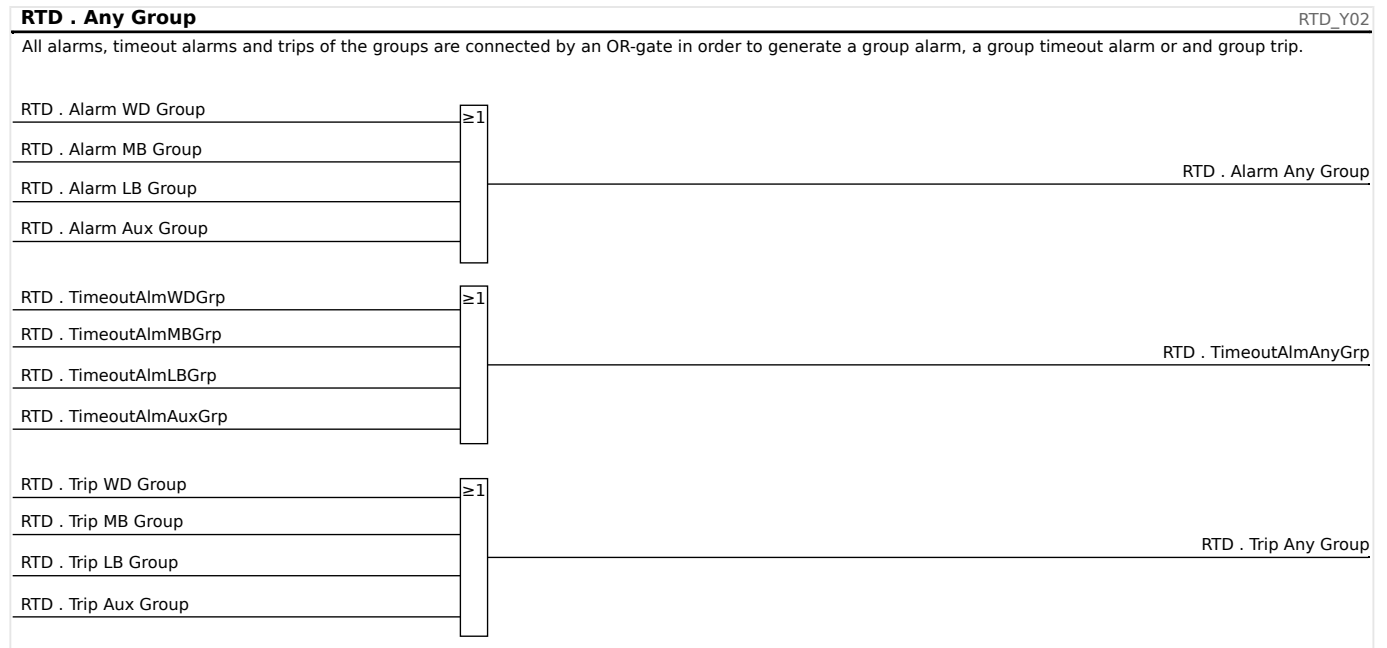 RTD . Any Group
RTD_Y02
All alarms, timeout alarms and trips of the groups are connected by an OR-gate in order to generate a group alarm, a group timeout alarm or and group trip.
RTD . Alarm WD Group
≥1
RTD . Alarm MB Group
RTD . Alarm Any Group
RTD . Alarm LB Group
RTD . Alarm Aux Group
RTD . TimeoutAlmWDGrp
≥1
RTD . TimeoutAlmMBGrp
RTD . TimeoutAlmAnyGrp
RTD . TimeoutAlmLBGrp
RTD . TimeoutAlmAuxGrp
RTD . Trip WD Group
≥1
RTD . Trip MB Group
RTD . Trip Any Group
RTD . Trip LB Group
RTD . Trip Aux Group